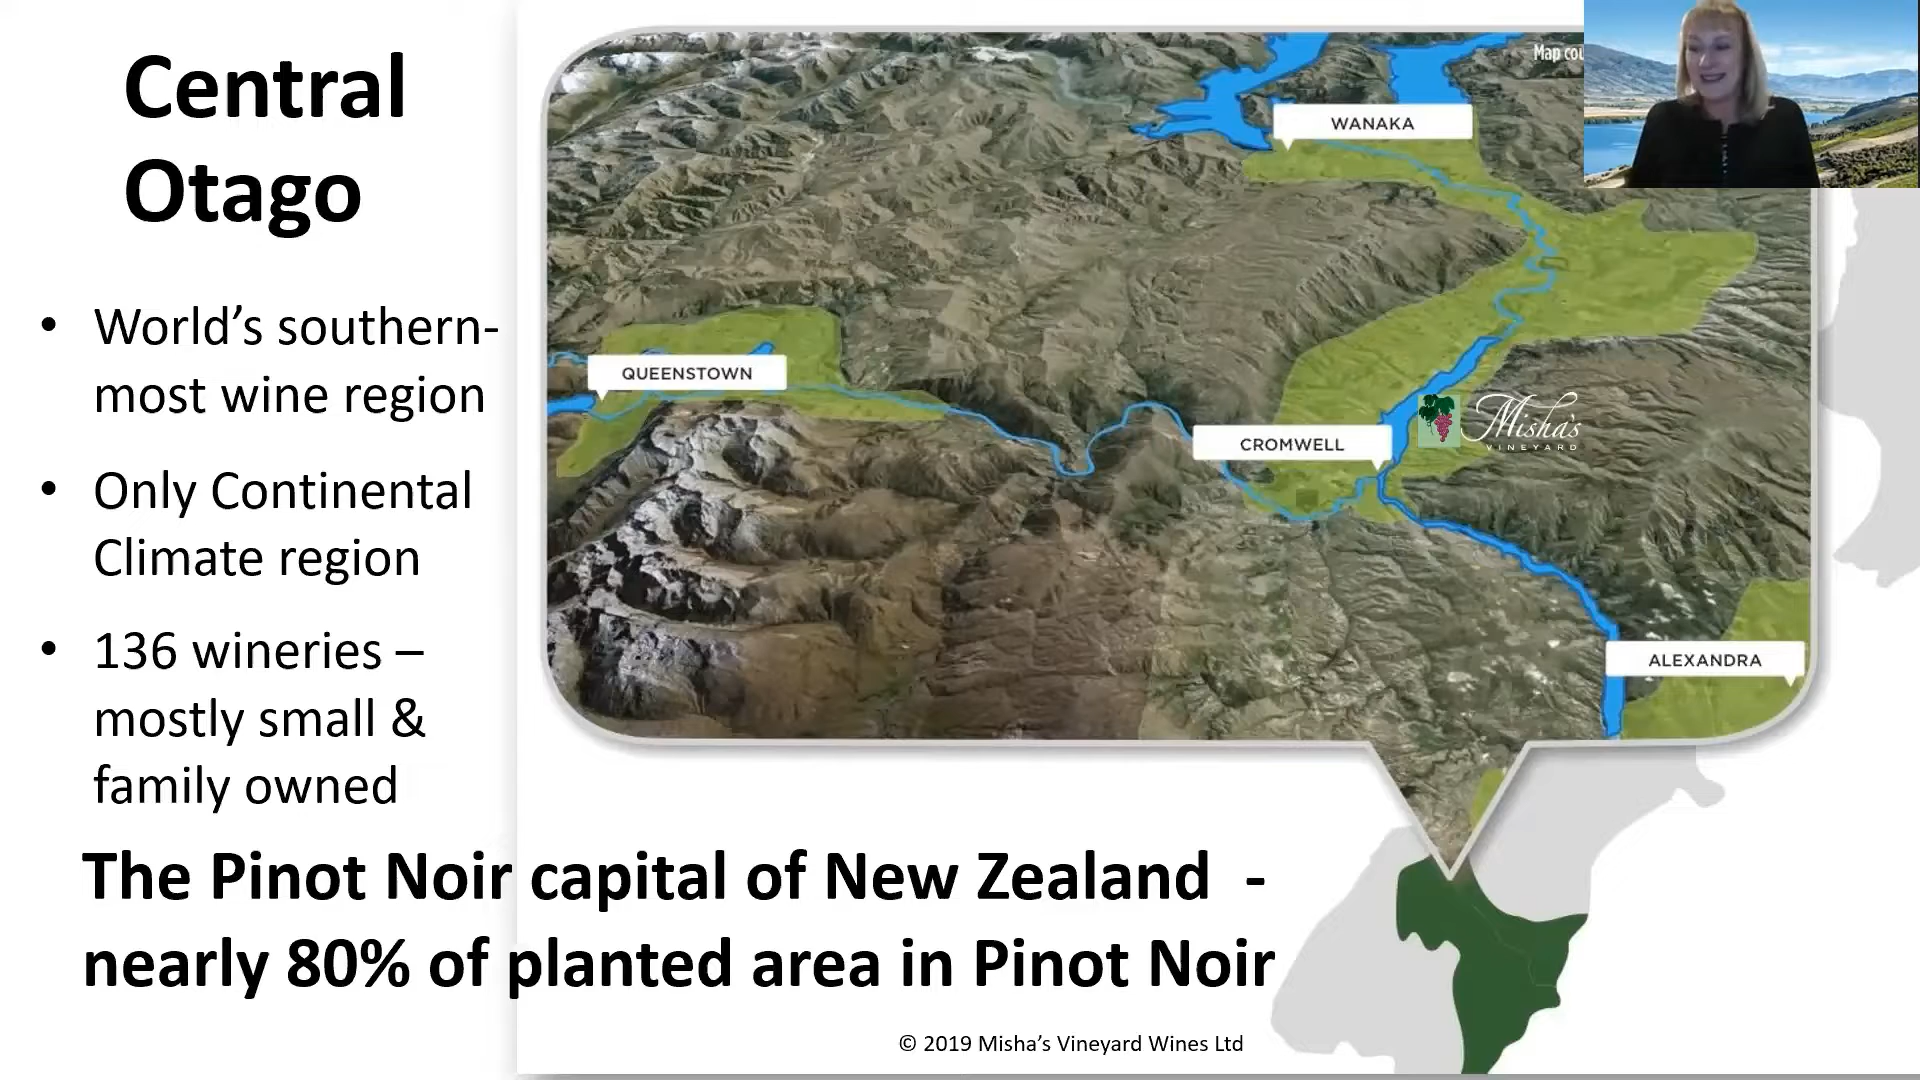 Central
Otago
• World's southern-
most wine region
• Only Continental
Climate region
• 136 wineries –
mostly small &
family owned
The Pinot Noir capital of New Zealand -
nearly 80% of planted area in Pinot Noir
Map
WANAKA
QUEENSTOWN
CROMWELL
Misha's
VINEYARD
ALEXANDRA
© 2019 Misha's Vineyard Wines Ltd